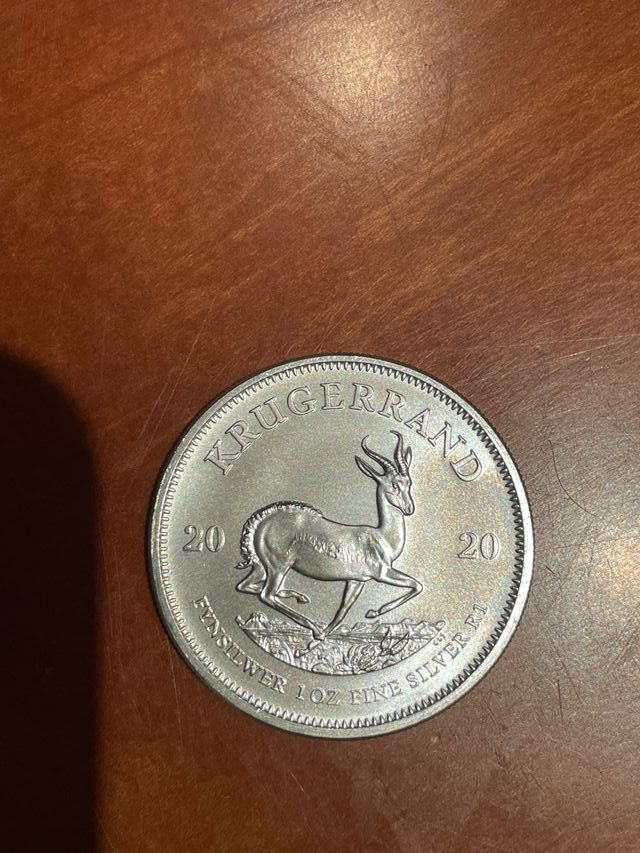 KRUGERRAND
20 20
FYNSILWER 1 OZ FINE SILVER R1